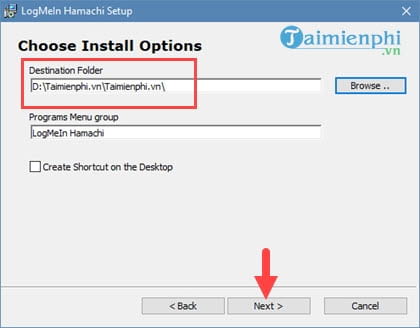 LogMeIn Hamachi Setup
Choose Install Options
Taimienphi
.vn
Destination Folder
D:\Taimienphi.vn\Taimienphi.vn\
Browse ..
Programs Menu group
LogMeIn Hamachi
Create Shortcut on the Desktop
< Back
Next >
Cancel